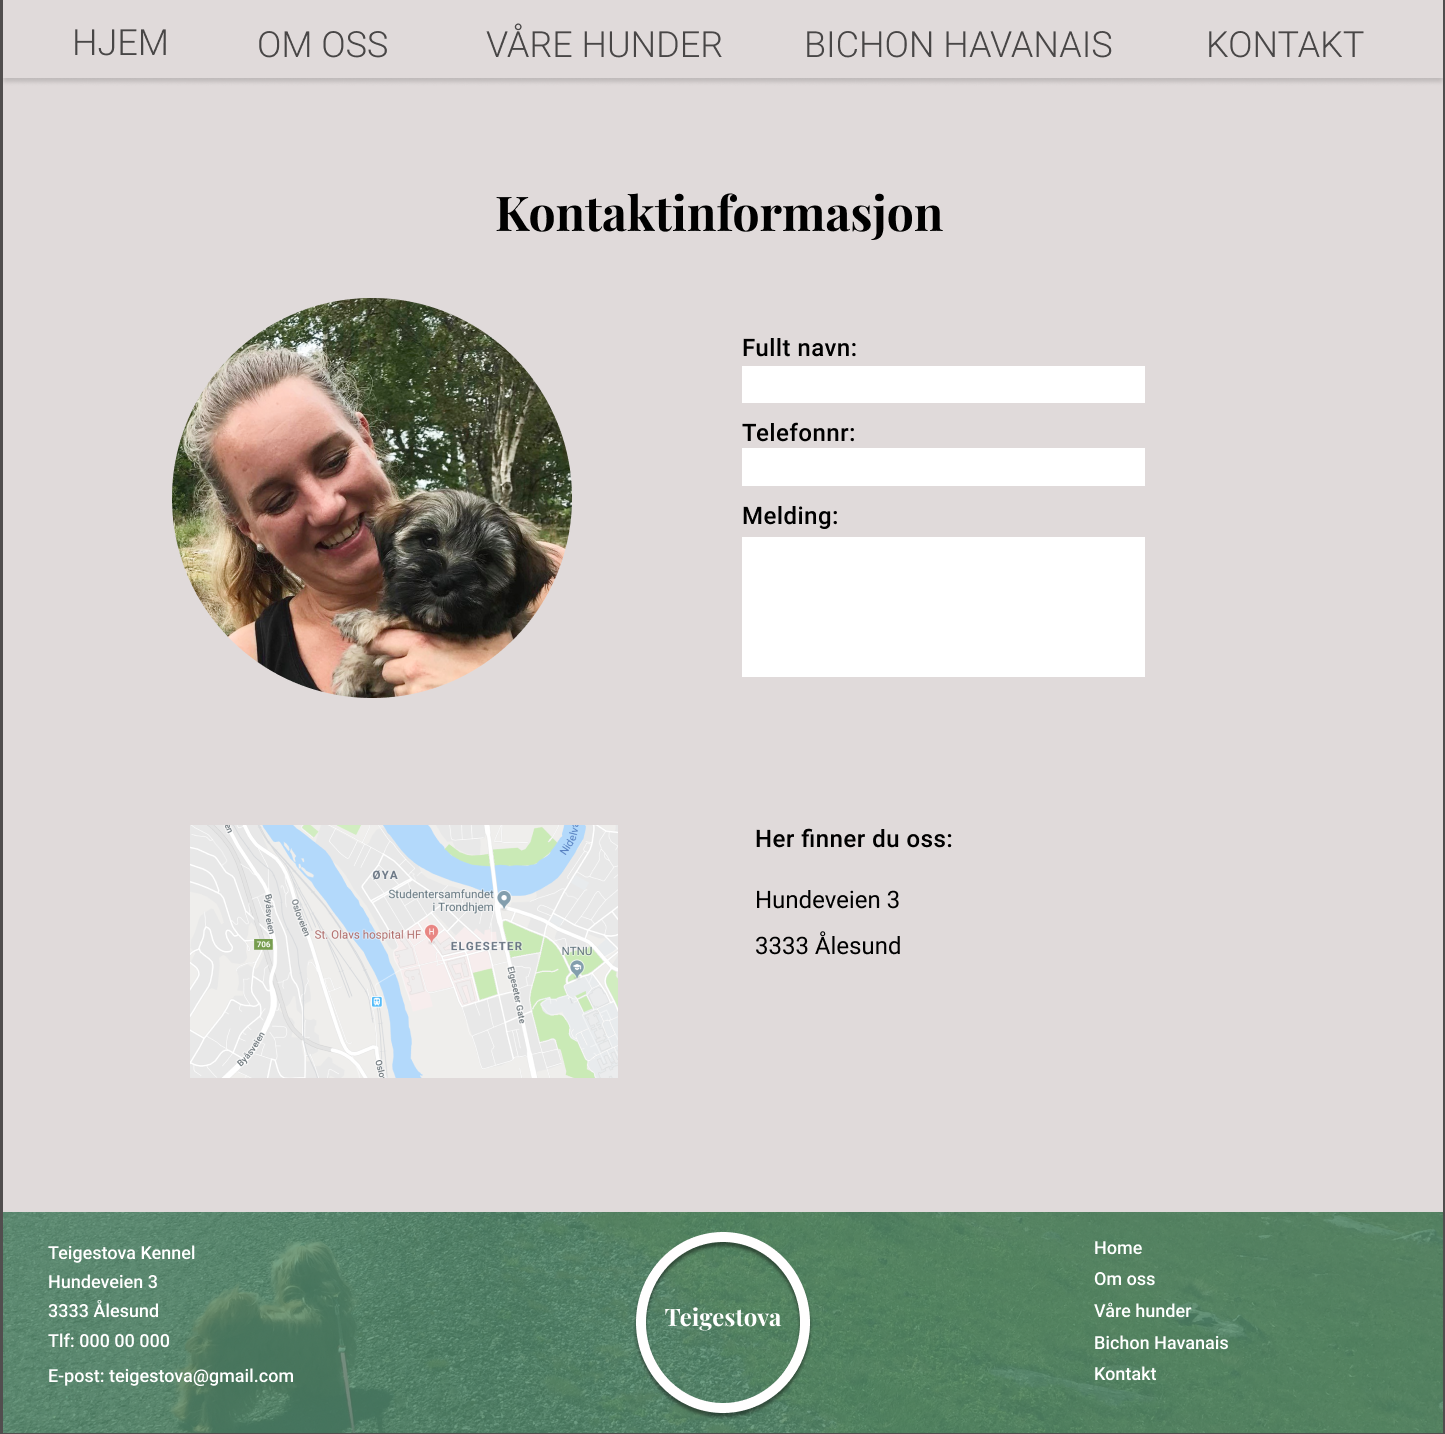 HJEM
OM OSS
VÅRE HUNDER
BICHON HAVANAIS
KONTAKT
Kontaktinformasjon
Fullt navn:
Telefonnr:
Melding:
ØYA
Studentersamfundet
i Trondhjem
St. Olavs hospital HF
H
ELGESETER
NTNU
706
Byåsveien
Osloveien
Elgeseter Gate
Byåsveien
Her finner du oss:
Hundeveien 3
3333 Ålesund
Teigestova Kennel
Hundeveien 3
3333 Ålesund
Tlf: 000 00 000
E-post: teigestova@gmail.com
Teigestova
Home
Om oss
Våre hunder
Bichon Havanais
Kontakt